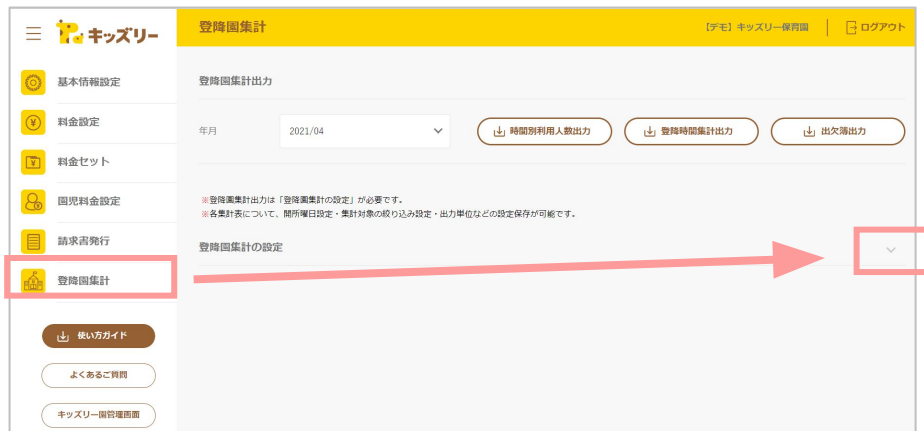 キッズリー
登降園集計
【デモ】キッズリー保育園
ログアウト
基本情報設定
料金設定
料金セット
園児料金設定
請求書発行
登降園集計
使い方ガイド
よくあるご質問
キッズリー園管理画面
登降園集計出力
年月
2021/04
時間別利用人数出力
登降時間集計出力
出欠簿出力
※登降園集計出力は「登降園集計の設定」が必要です。
※各集計表について、開所曜日設定・集計対象の絞り込み設定・出力単位などの設定保存が可能です。
登降園集計の設定